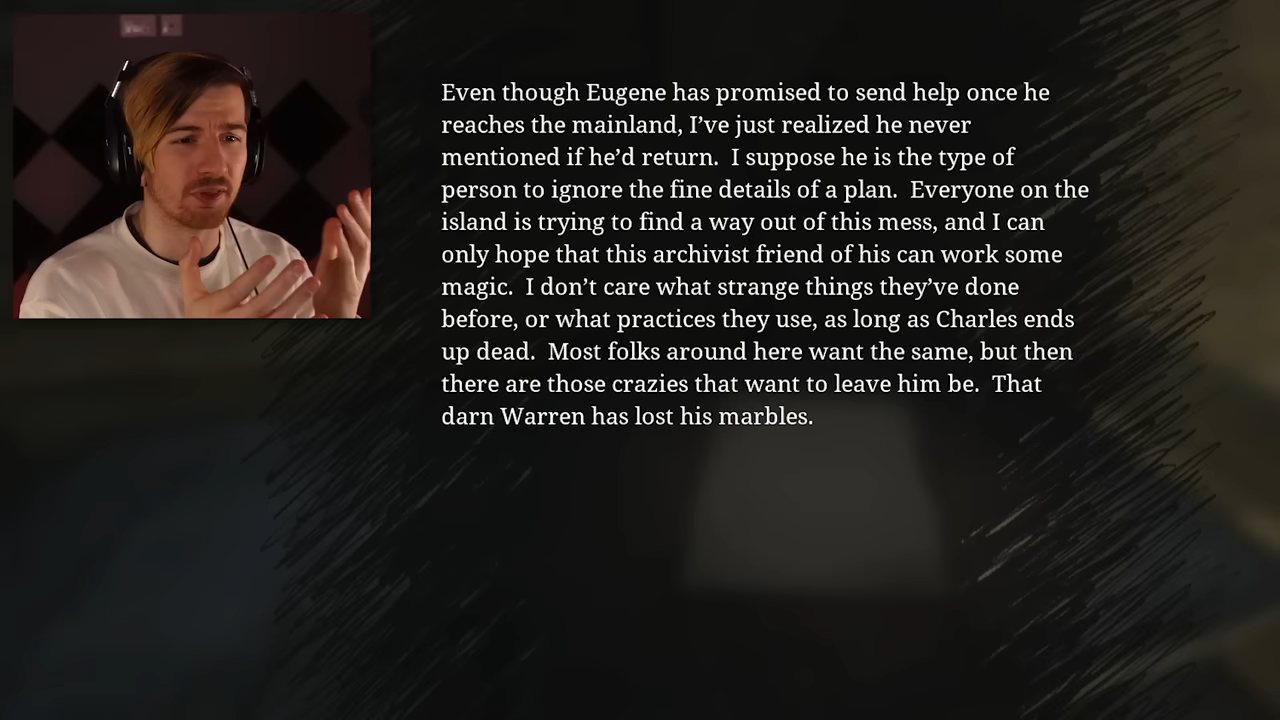 Even though Eugene has promised to send help once he
reaches the mainland, I’ve just realized he never
mentioned if he’d return.  I suppose he is the type of
person to ignore the fine details of a plan.  Everyone on the
island is trying to find a way out of this mess, and I can
only hope that this archivist friend of his can work some
magic.  I don’t care what strange things they’ve done
before, or what practices they use, as long as Charles ends
up dead.  Most folks around here want the same, but then
there are those crazies that want to leave him be.  That
darn Warren has lost his marbles.